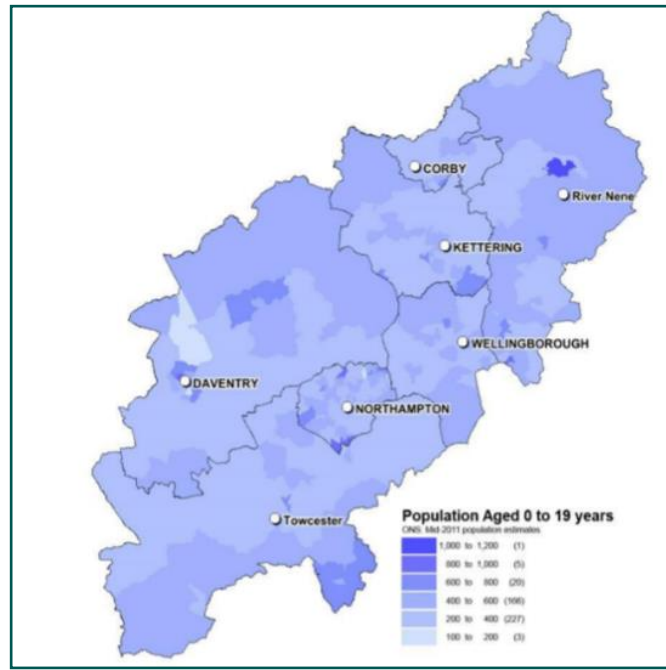 CORBY
River Nene
KETTERING
WELLINGBOROUGH
DAVENTRY
NORTHAMPTON
Towcester
Population Aged 0 to 19 years
ONS Mid-2011 population estimates
1,000 to 1,200 (1)
800 to 1,000 (5)
600 to 800 (20)
400 to 600 (166)
200 to 400 (227)
100 to 200 (3)